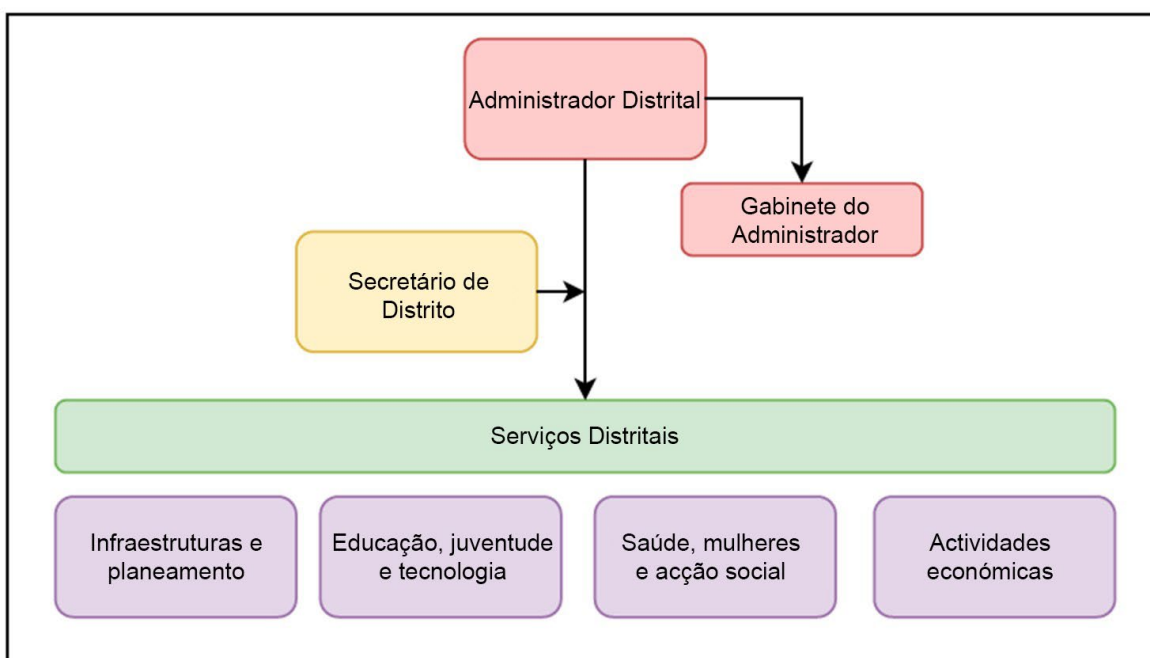 Administrador Distrital
Gabinete do
Administrador
Secretário de
Distrito
Serviços Distritais
Infraestruturas e
planeamento
Educação, juventude
e tecnologia
Saúde, mulheres
e acção social
Actividades
económicas